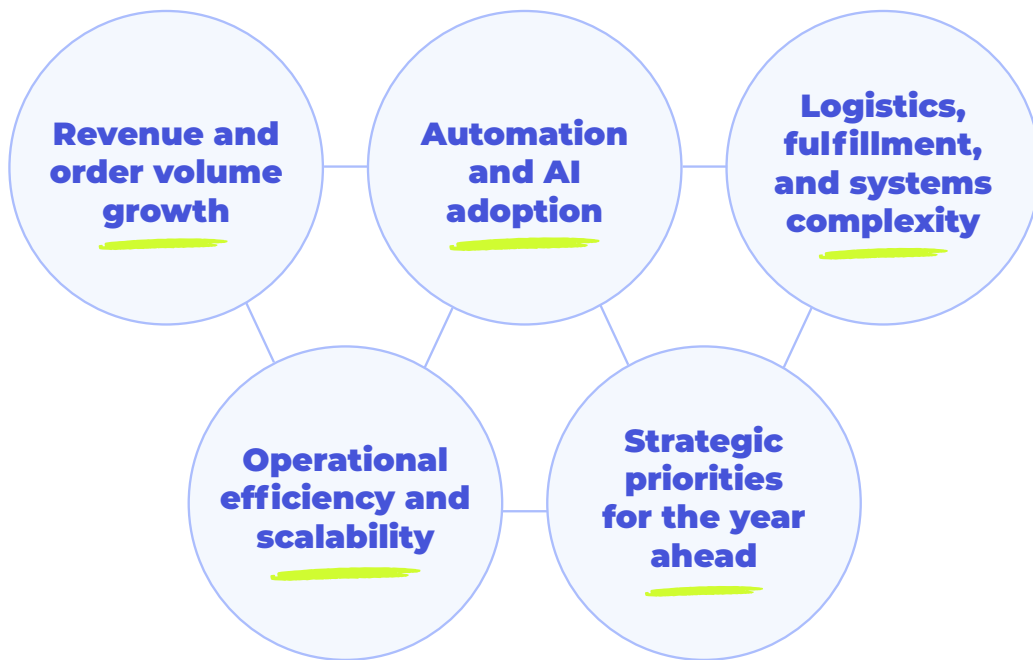 Revenue and
order volume
growth
Automation
and AI
adoption
Logistics,
fulfillment,
and systems
complexity
Operational
efficiency and
scalability
Strategic
priorities
for the year
ahead